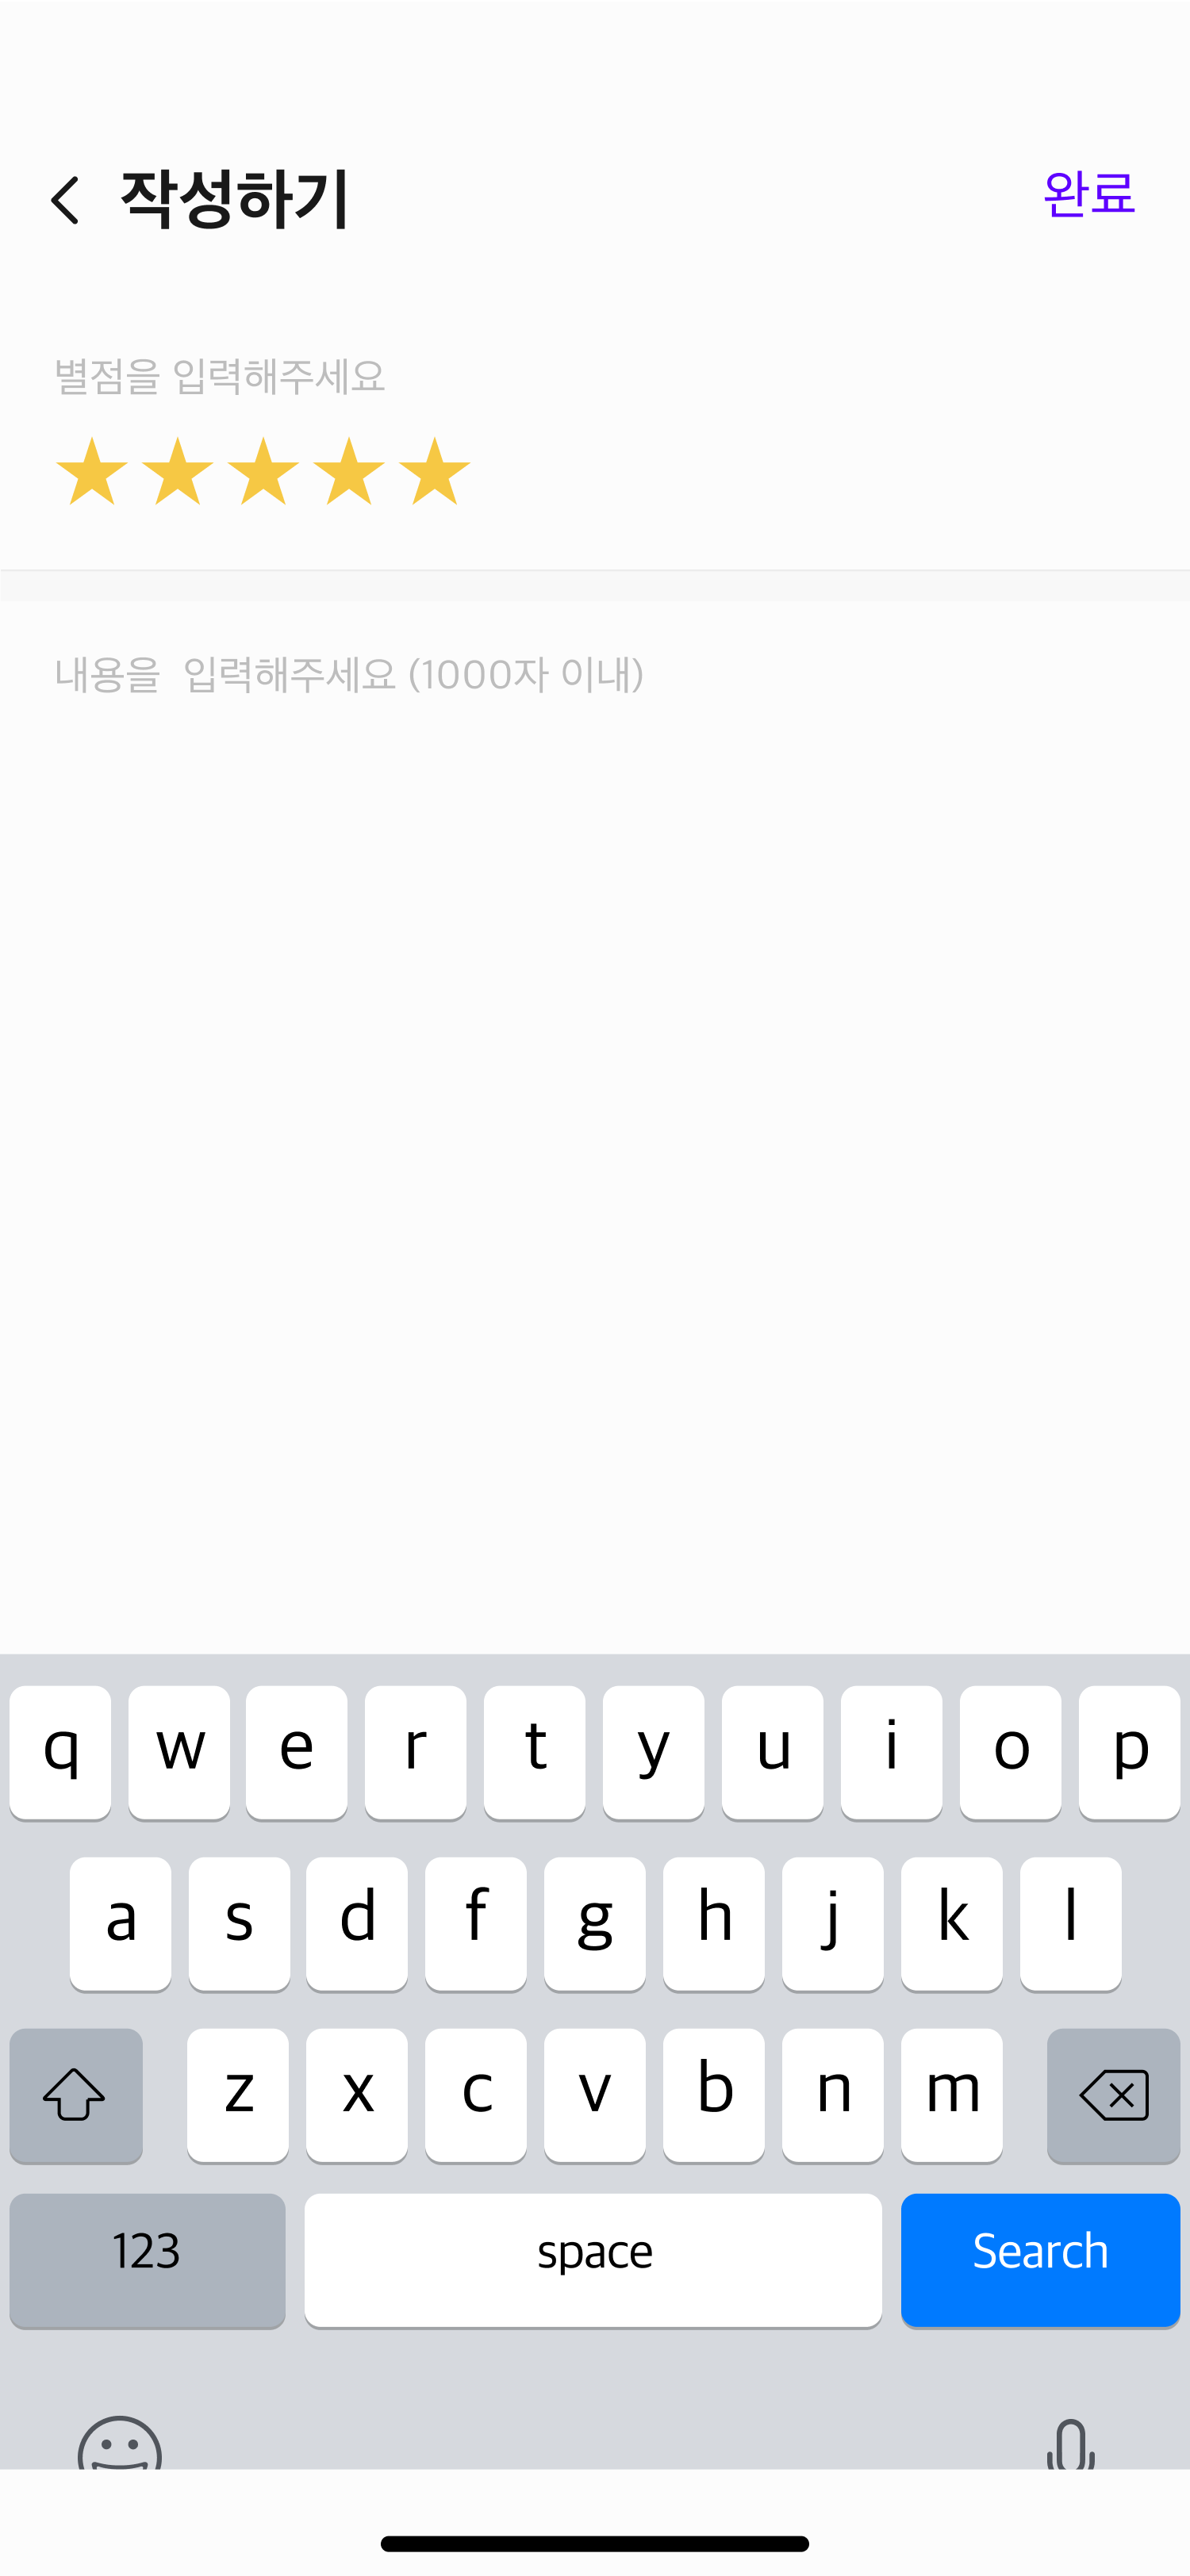 작성하기
완료
별점을 입력해주세요
내용을 입력해주세요 (1000자 이내)
q w e r t y u i o p
a s d f g h j k l
z x c v b n m
123 space Search